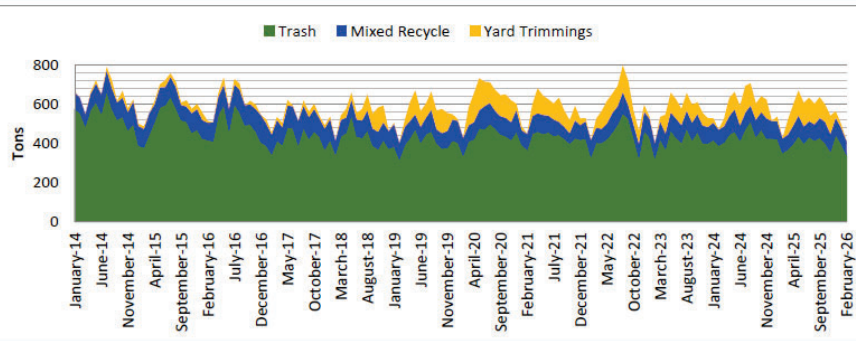 Trash Mixed Recycle Yard Trimmings
800
600
400
200
0
Tons
January-14
June-14
November-14
April-15
September-15
February-16
July-16
December-16
May-17
October-17
March-18
August-18
January-19
June-19
November-19
April-20
September-20
February-21
July-21
December-21
May-22
October-22
March-23
August-23
January-24
June-24
November-24
April-25
September-25
February-26